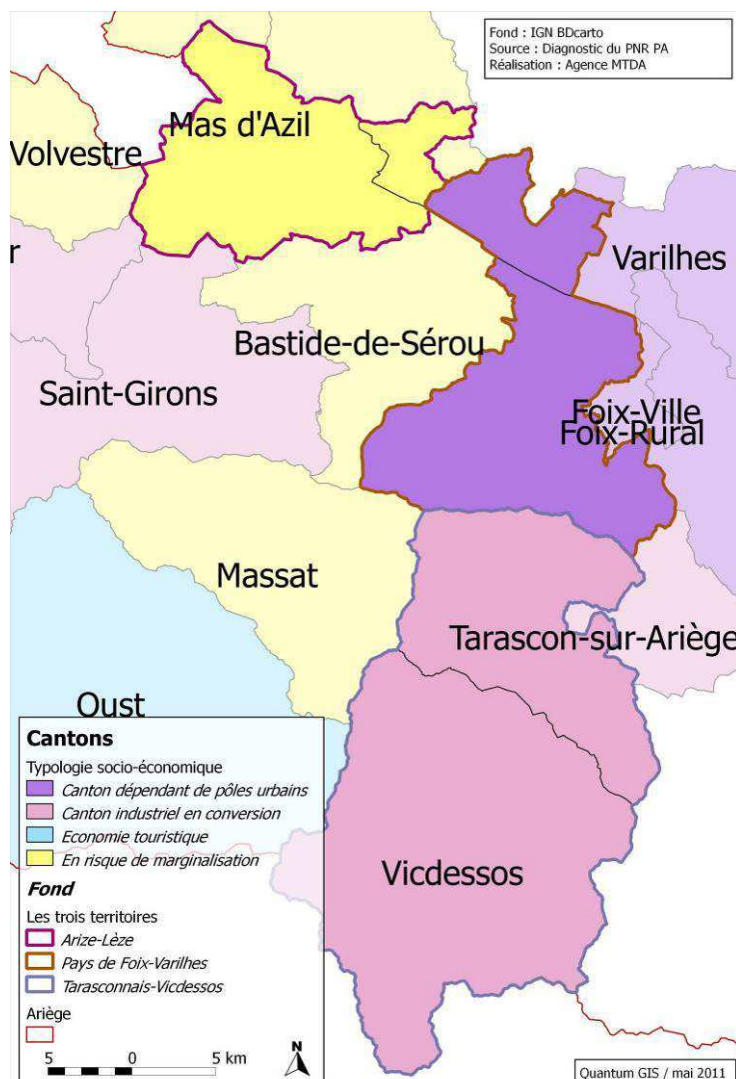 Fond : IGN BDcarto
Source : Diagnostic du PNR PA
Réalisation : Agence MTDA
Mas d'Azil
Volvestre
r
Varilhes
Bastide-de-Sérou
Saint-Girons
Foix-Ville
Foix-Rural
Massat
Tarascon-sur-Ariège
Oust
Vicdessos
Cantons
Typologie socio-économique
Canton dépendant de pôles urbains
Canton industriel en conversion
Economie touristique
En risque de marginalisation
Fond
Les trois territoires
Arize-Lèze
Pays de Foix-Varilhes
Tarasconnais-Vicdessos
Ariège
N
5 0 5 km
Quantum GIS / mai 2011